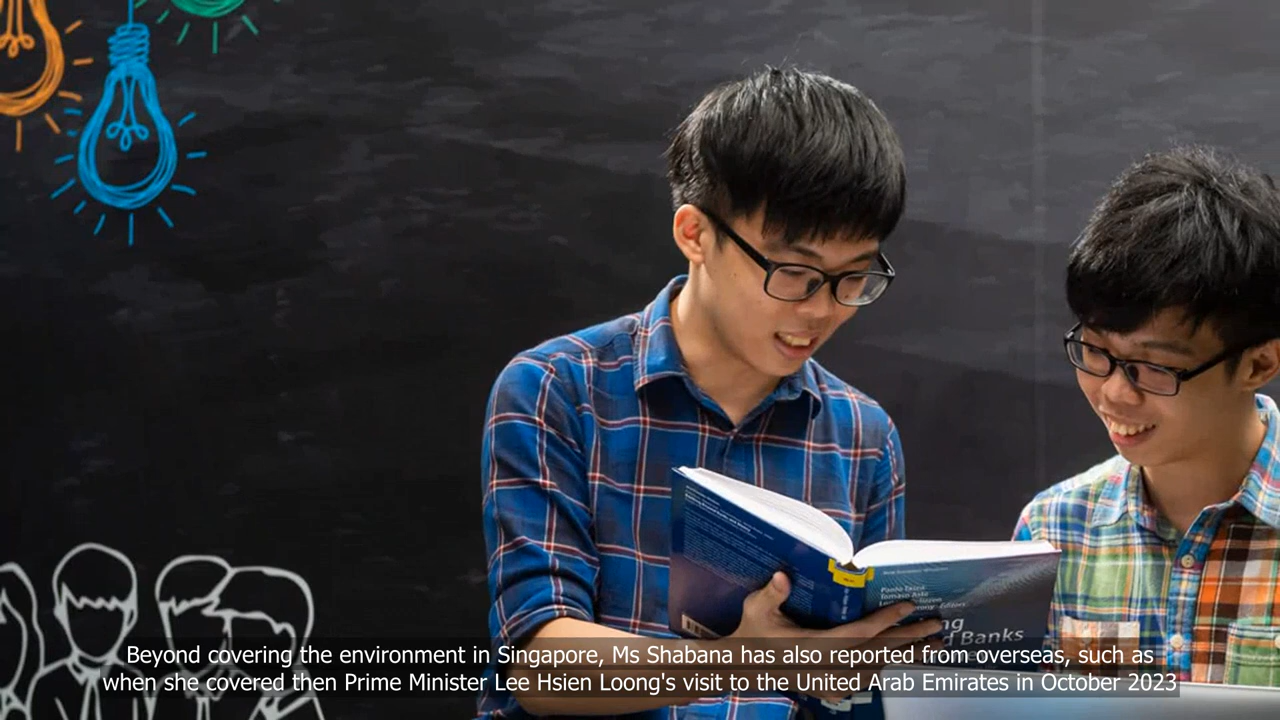 Banks
Beyond covering the environment in Singapore, Ms Shabana has also reported from overseas, such as
when she covered then Prime Minister Lee Hsien Loong's visit to the United Arab Emirates in October 2023